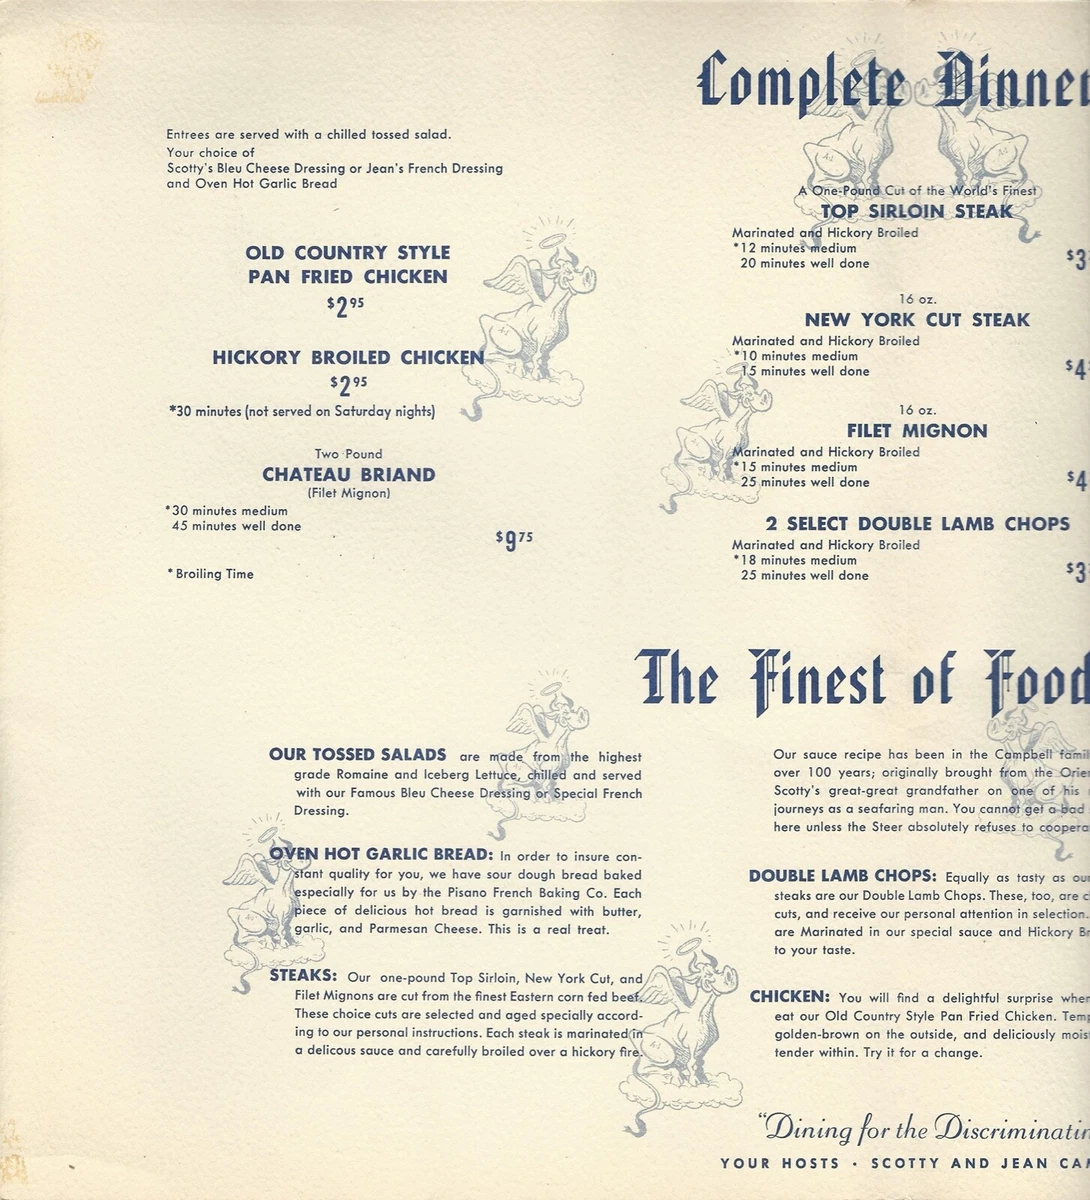 Complete Dinner
Entrees are served with a chilled tossed salad.
Your choice of
Scotty's Bleu Cheese Dressing or Jean's French Dressing
and Oven Hot Garlic Bread
OLD COUNTRY STYLE
PAN FRIED CHICKEN
$2 95
HICKORY BROILED CHICKEN
$2 95
*30 minutes (not served on Saturday nights)
Two Pound
CHATEAU BRIAND
(Filet Mignon)
*30 minutes medium
45 minutes well done
$9 75
* Broiling Time
A One-Pound Cut of the World's Finest
TOP SIRLOIN STEAK
Marinated and Hickory Broiled
*12 minutes medium
20 minutes well done
$3
16 oz.
NEW YORK CUT STEAK
Marinated and Hickory Broiled
*10 minutes medium
15 minutes well done
$4
16 oz.
FILET MIGNON
Marinated and Hickory Broiled
*15 minutes medium
25 minutes well done
$4
2 SELECT DOUBLE LAMB CHOPS
Marinated and Hickory Broiled
*18 minutes medium
25 minutes well done
$3
The Finest of Food
OUR TOSSED SALADS are made from the highest
grade Romaine and Iceberg Lettuce, chilled and served
with our Famous Bleu Cheese Dressing or Special French
Dressing.
OVEN HOT GARLIC BREAD: In order to insure con-
stant quality for you, we have sour dough bread baked
especially for us by the Pisano French Baking Co. Each
piece of delicious hot bread is garnished with butter,
garlic, and Parmesan Cheese. This is a real treat.
STEAKS: Our one-pound Top Sirloin, New York Cut, and
Filet Mignons are cut from the finest Eastern corn fed beef.
These choice cuts are selected and aged specially accord-
ing to our personal instructions. Each steak is marinated in
a delicous sauce and carefully broiled over a hickory fire.
Our sauce recipe has been in the Campbell famil
over 100 years; originally brought from the Orie
Scotty's great-great grandfather on one of his
journeys as a seafaring man. You cannot get a bad
here unless the Steer absolutely refuses to coopera
DOUBLE LAMB CHOPS: Equally as tasty as our
steaks are our Double Lamb Chops. These, too, are c
cuts, and receive our personal attention in selection.
are Marinated in our special sauce and Hickory Br
to your taste.
CHICKEN: You will find a delightful surprise when
eat our Old Country Style Pan Fried Chicken. Temp
golden-brown on the outside, and deliciously mois
tender within. Try it for a change.
"Dining for the Discriminatin
YOUR HOSTS · SCOTTY AND JEAN CAM